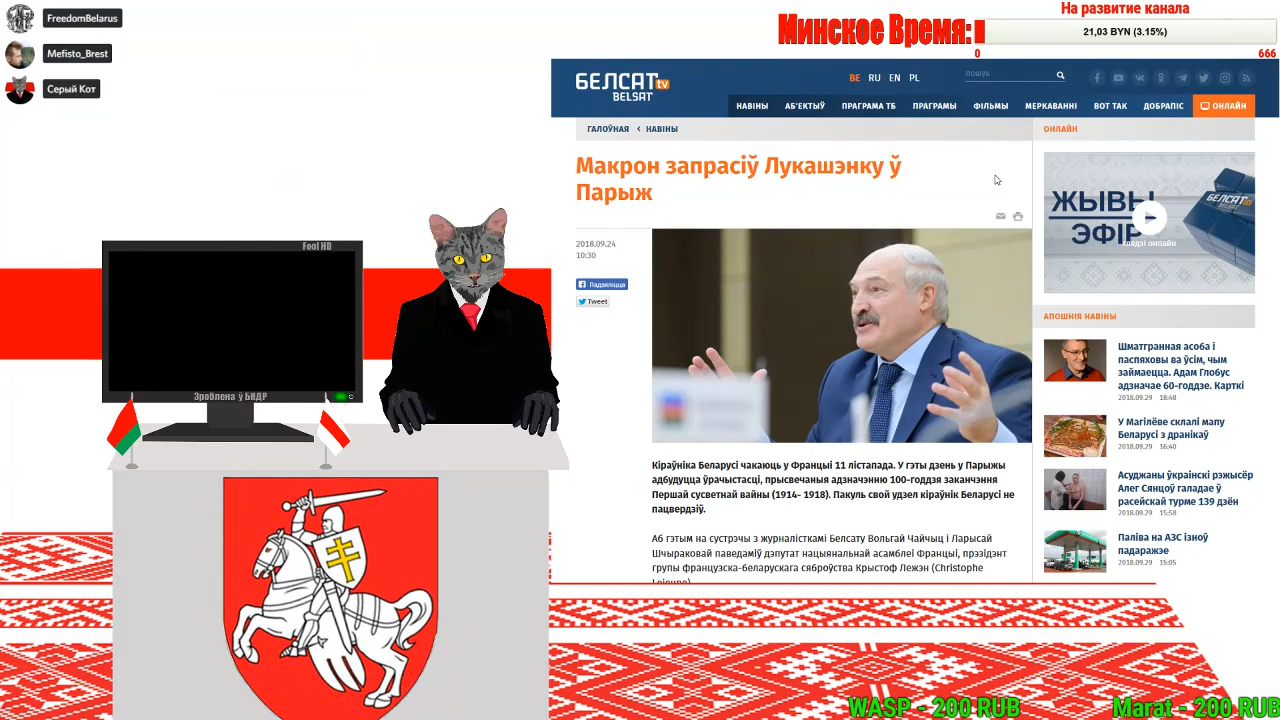 FreedomBelarus
Mefisto_Brest
Серый Кот
На развитие канала
Минское Время:
21,03 BYN (3.15%)
0
666
БЕЛСАТ tv
BELSAT
BE RU EN PL
пошук
НАВІНЫ АБ'ЕКТЫЎ ПРАГРАМА ТБ ПРАГРАМЫ ФІЛЬМЫ МЕРКАВАННІ ВОТ ТАК ДОБРАПІС ОНЛАЙН
ГАЛОЎНАЯ < НАВІНЫ
Макрон запрасіў Лукашэнку ў
Парыж
2018.09.24
10:30
Падзяліцца
Tweet
Кіраўніка Беларусі чакаюць у Францыі 11 лістапада. У гэты дзень у Парыжы
адбудуцца ўрачыстасці, прысвечаныя адзначэнню 100-годдзя заканчэння
Першай сусветнай вайны (1914- 1918). Пакуль свой удзел кіраўнік Беларусі не
пацвердзіў.
Аб гэтым на сустрэчы з журналісткамі Белсату Вольгай Чайчыц і Ларысай
Шчыраковай паведаміў дэпутат нацыянальнай асамблеі Францыі, прэзідэнт
групы французска-беларускага сяброўства Крыстоф Лежэн (Christophe
Lejeune)
ОНЛАЙН
ЖЫВЫ
ЭФІР
БЕЛСАТ
глядзі онлайн
АПОШНІЯ НАВІНЫ
Шматгранная асоба і
паспяховы ва ўсім, чым
займаецца. Адам Глобус
адзначае 60-годдзе. Карткі
2018.09.29 18:48
У Магілёве склалі мапу
Беларусі з дранікаў
2018.09.29 16:40
Асуджаны ўкраінскі рэжысёр
Алег Сянцоў галадае ў
расейскай турме 139 дзён
2018.09.29 15:58
Паліва на АЗС ізноў
падаражэе
2018.09.29 15:05
Fool HD
Зроблена ў БНДР
WASP - 200 RUB
Marat - 200 RUB